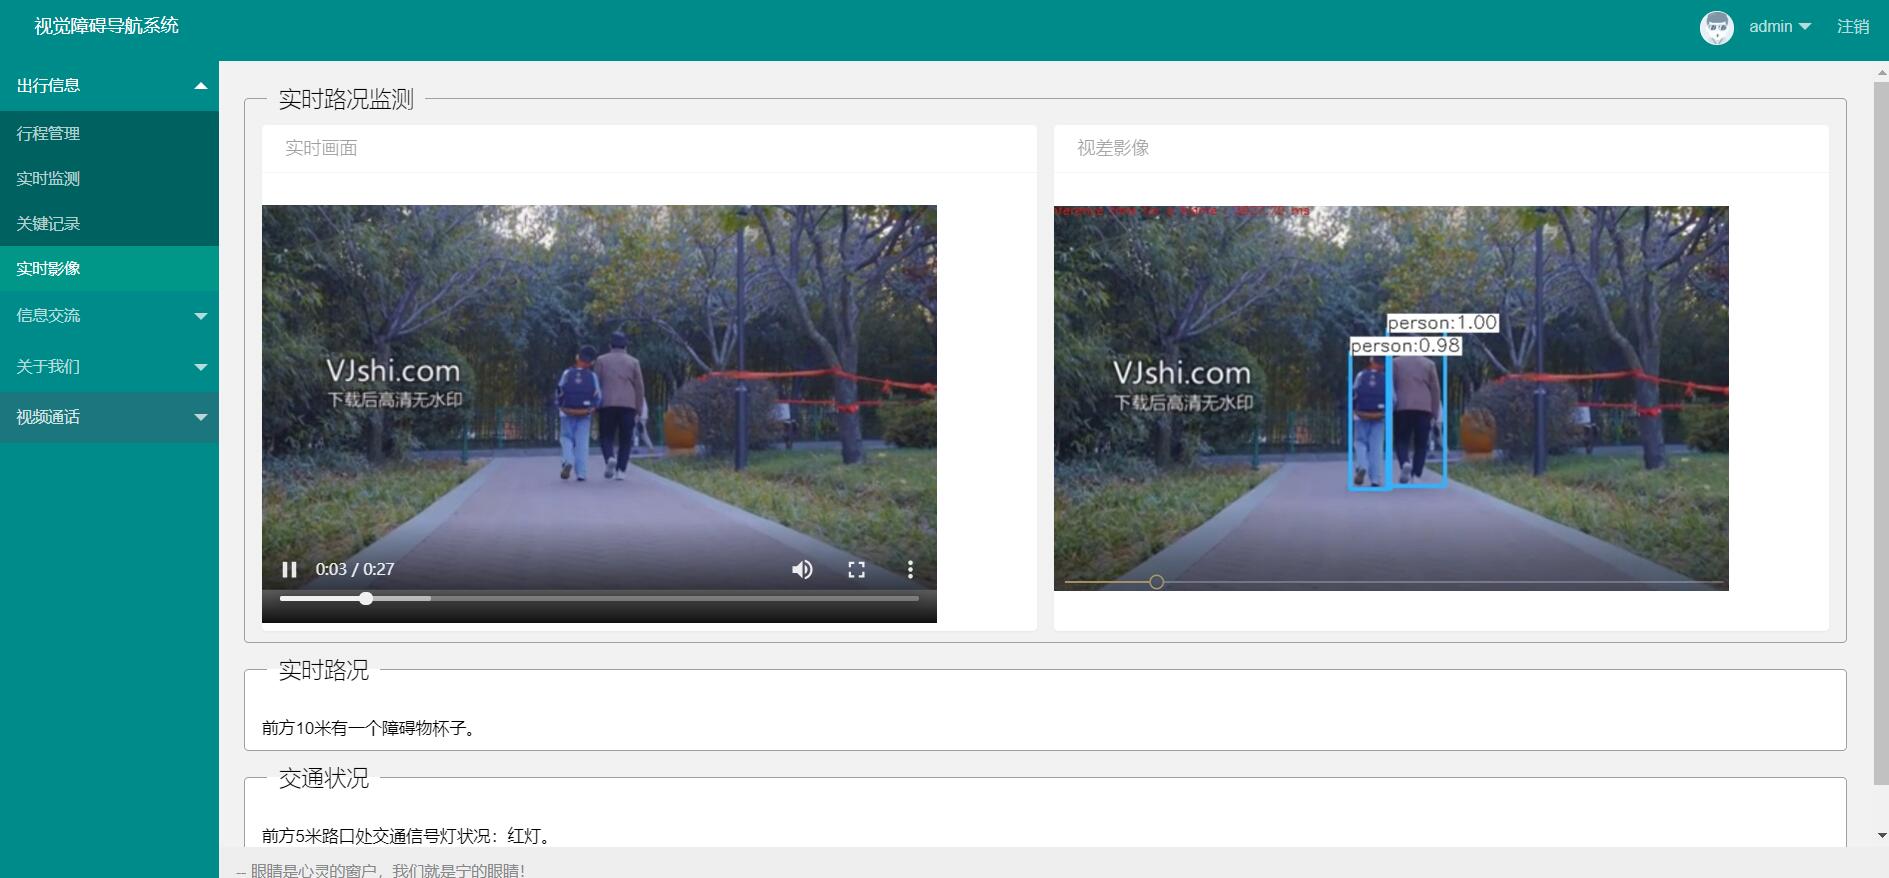 视觉障碍导航系统
admin
注销
出行信息
行程管理
实时监测
关键记录
实时影像
信息交流
关于我们
视频通话
实时路况监测
实时画面
视差影像
VJshi.com
下载后高清无水印
0:03 / 0:27
person:1.00
person:0.98
VJshi.com
下载后高清无水印
实时路况
前方10米有一个障碍物杯子。
交通状况
前方5米路口处交通信号灯状况：红灯。
-- 眼睛是心灵的窗户，我们就是宁的眼睛！